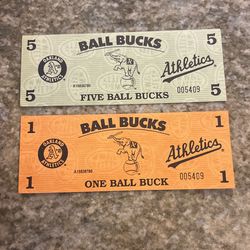 5 BALL BUCKS 5
OAKLAND
ATHLETICS
A
Athletics
005409
5 FIVE BALL BUCKS 5
1 BALL BUCKS 1
OAKLAND
ATHLETICS
A
Athletics
005409
1 ONE BALL BUCK 1